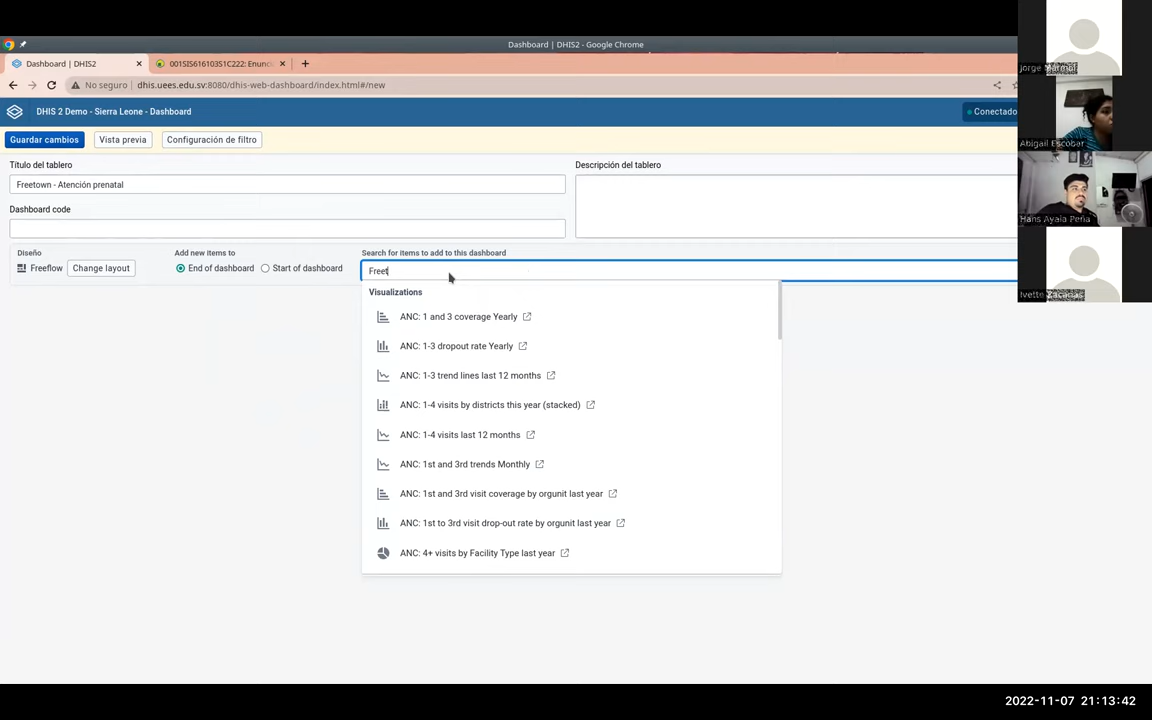 Dashboard | DHIS2 - Google Chrome
Dashboard | DHIS2
001SIS616103S1C222: Enunc
No seguro
dhis.uees.edu.sv:8080/dhis-web-dashboard/index.html#/new
DHIS 2 Demo - Sierra Leone - Dashboard
Conectado
Guardar cambios
Vista previa
Configuración de filtro
Título del tablero
Descripción del tablero
Freetown - Atención prenatal
Dashboard code
Diseño
Add new items to
Search for items to add to this dashboard
Freeflow
Change layout
End of dashboard
Start of dashboard
Freet
Visualizations
ANC: 1 and 3 coverage Yearly
ANC: 1-3 dropout rate Yearly
ANC: 1-3 trend lines last 12 months
ANC: 1-4 visits by districts this year (stacked)
ANC: 1-4 visits last 12 months
ANC: 1st and 3rd trends Monthly
ANC: 1st and 3rd visit coverage by orgunit last year
ANC: 1st to 3rd visit drop-out rate by orgunit last year
ANC: 4+ visits by Facility Type last year
Abigail Escobar
Hans Ayala Peña
2022-11-07 21:13:42